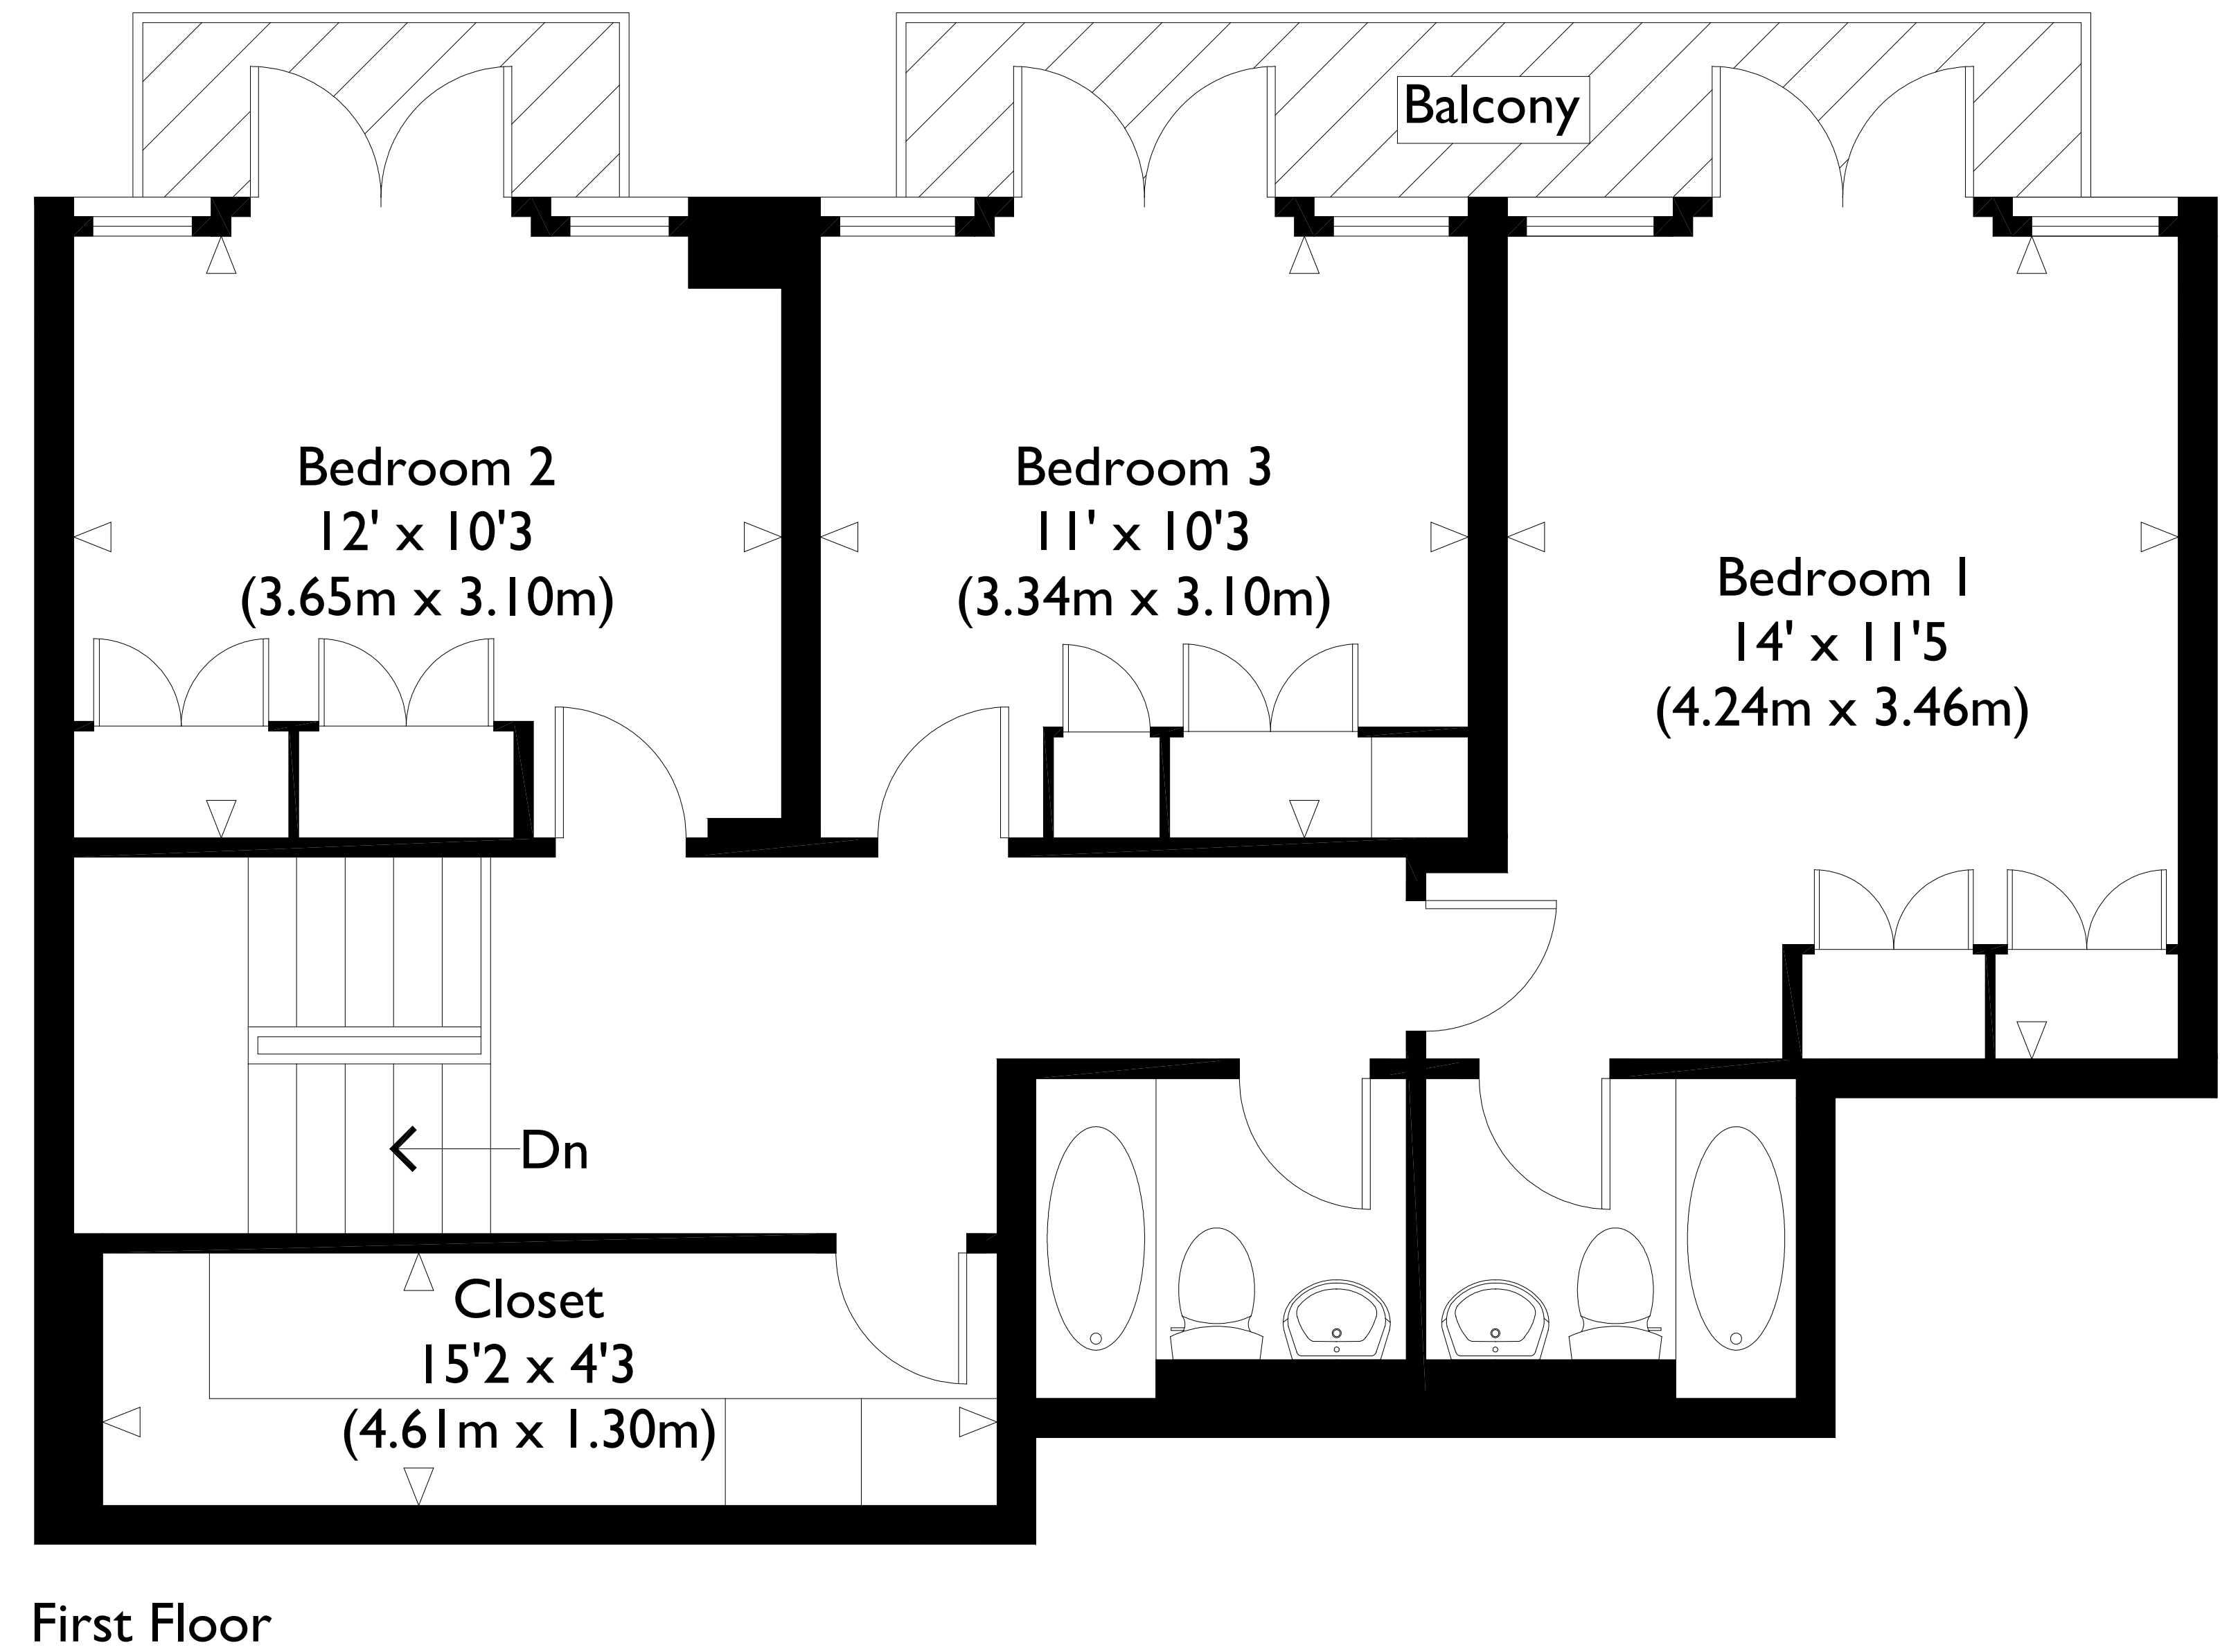 Balcony
Bedroom 2
12' x 10'3
(3.65m x 3.10m)
Bedroom 3
11' x 10'3
(3.34m x 3.10m)
Bedroom 1
14' x 11'5
(4.24m x 3.46m)
Dn
Closet
15'2 x 4'3
(4.61m x 1.30m)
First Floor